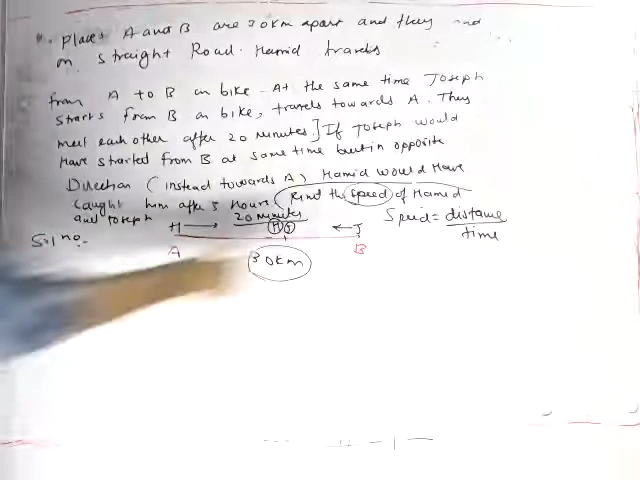 Places A and B are 30km apart and they
on straight Road. Hamid travels
from A to B on bike. At the same time Joseph
starts from B on bike, travels towards A. They
meet each other after 20 minutes] If Joseph would
Have started from B at same time but in opposite
Direction (instead towards A) Hamid would Have
caught him after 3 hours (Find the speed of Hamid
and Joseph
20 minutes
Speed = distance
time
H → H J ← J
Sol no:-
A 30km B